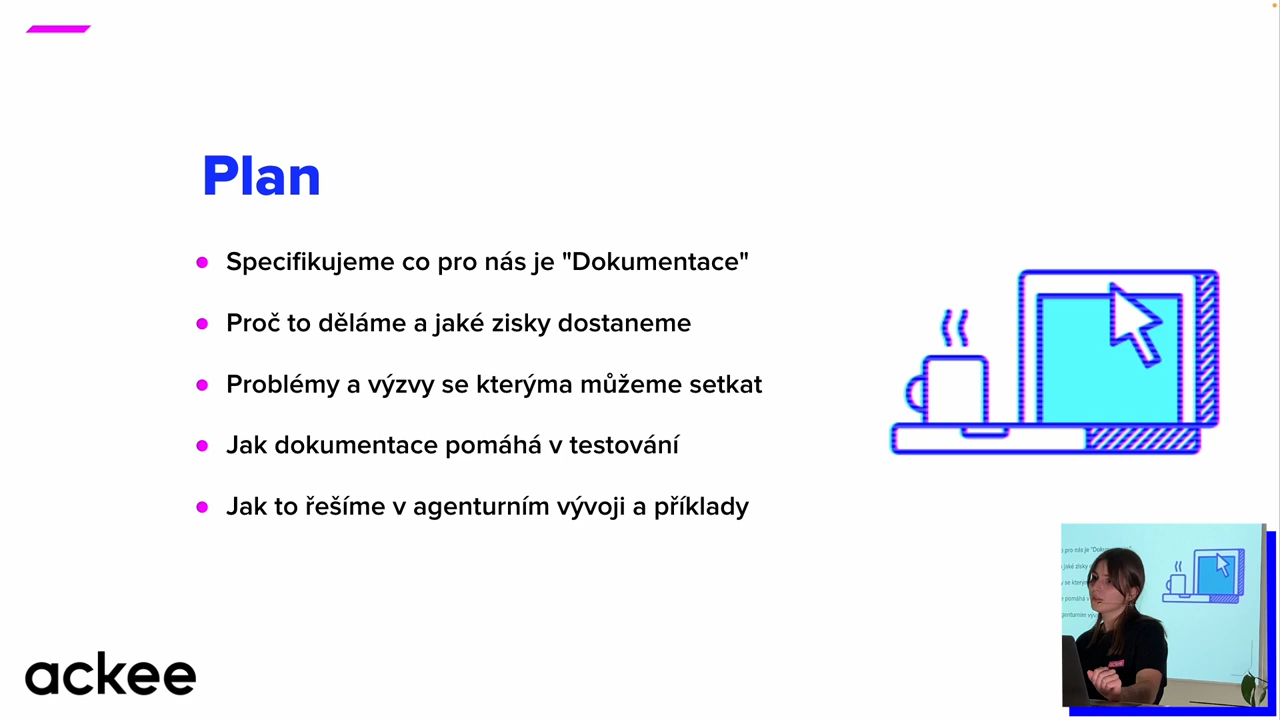 Plan
Specifikujeme co pro nás je "Dokumentace"
Proč to děláme a jaké zisky dostaneme
Problémy a výzvy se kterýma můžeme setkat
Jak dokumentace pomáhá v testování
Jak to řešíme v agenturním vývoji a příklady
ackee